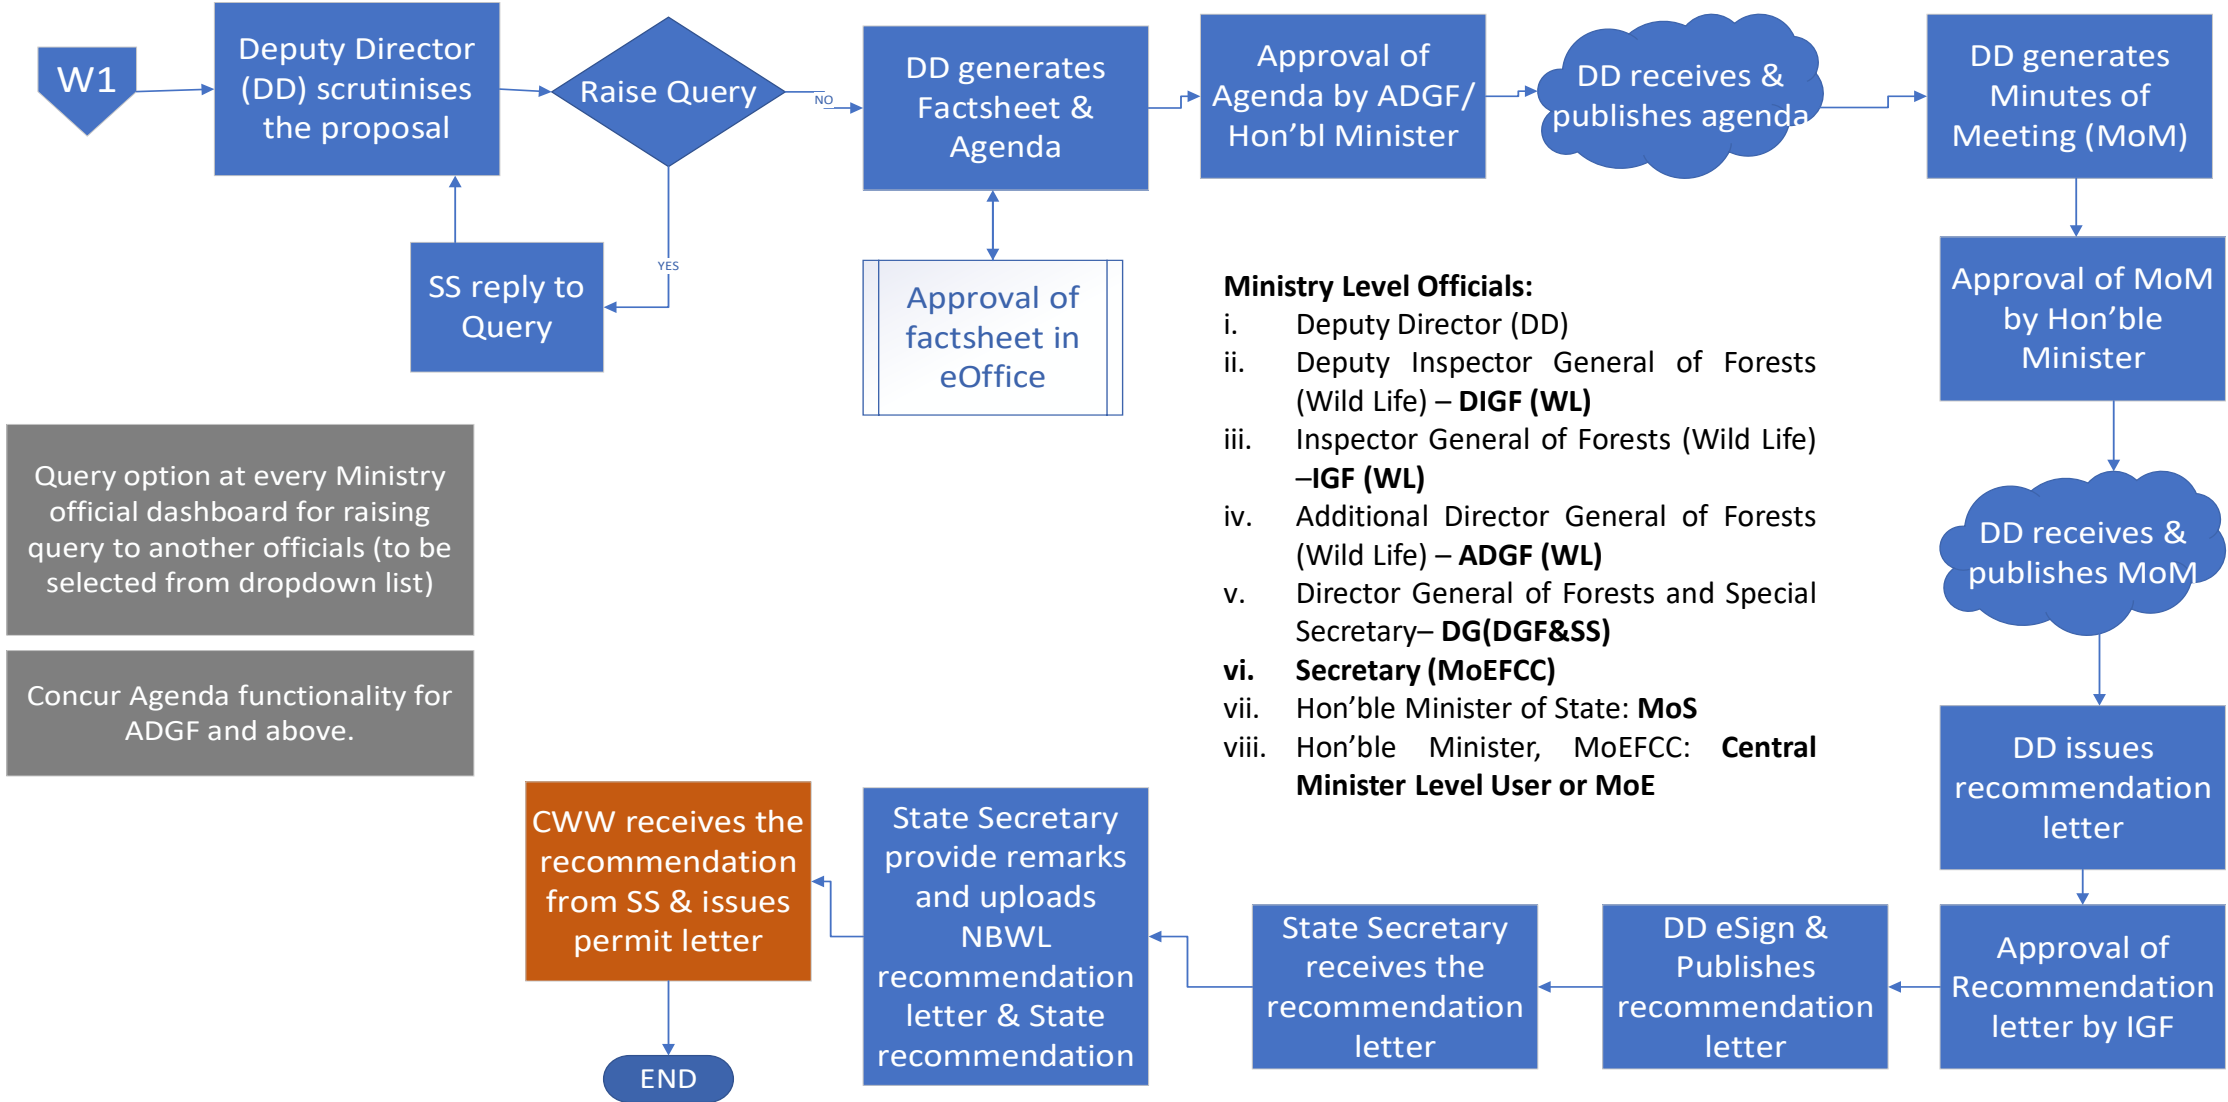 W1
Deputy Director
(DD) scrutinises
the proposal
Raise Query
NO
YES
SS reply to
Query
DD generates
Factsheet &
Agenda
Approval of
factsheet in
eOffice
Approval of
Agenda by ADGF/
Hon'bl Minister
DD receives &
publishes agenda
DD generates
Minutes of
Meeting (MoM)
Approval of MoM
by Hon'ble
Minister
DD receives &
publishes MoM
DD issues
recommendation
letter
Approval of
Recommendation
letter by IGF
DD eSign &
Publishes
recommendation
letter
State Secretary
receives the
recommendation
letter
State Secretary
provide remarks
and uploads
NBWL
recommendation
letter & State
recommendation
CWW receives the
recommendation
from SS & issues
permit letter
END
Query option at every Ministry
official dashboard for raising
query to another officials (to be
selected from dropdown list)
Concur Agenda functionality for
ADGF and above.
Ministry Level Officials:
i. Deputy Director (DD)
ii. Deputy Inspector General of Forests
(Wild Life) – DIGF (WL)
iii. Inspector General of Forests (Wild Life)
–IGF (WL)
iv. Additional Director General of Forests
(Wild Life) – ADGF (WL)
v. Director General of Forests and Special
Secretary– DG(DGF&SS)
vi. Secretary (MoEFCC)
vii. Hon'ble Minister of State: MoS
viii. Hon'ble Minister, MoEFCC: Central
Minister Level User or MoE